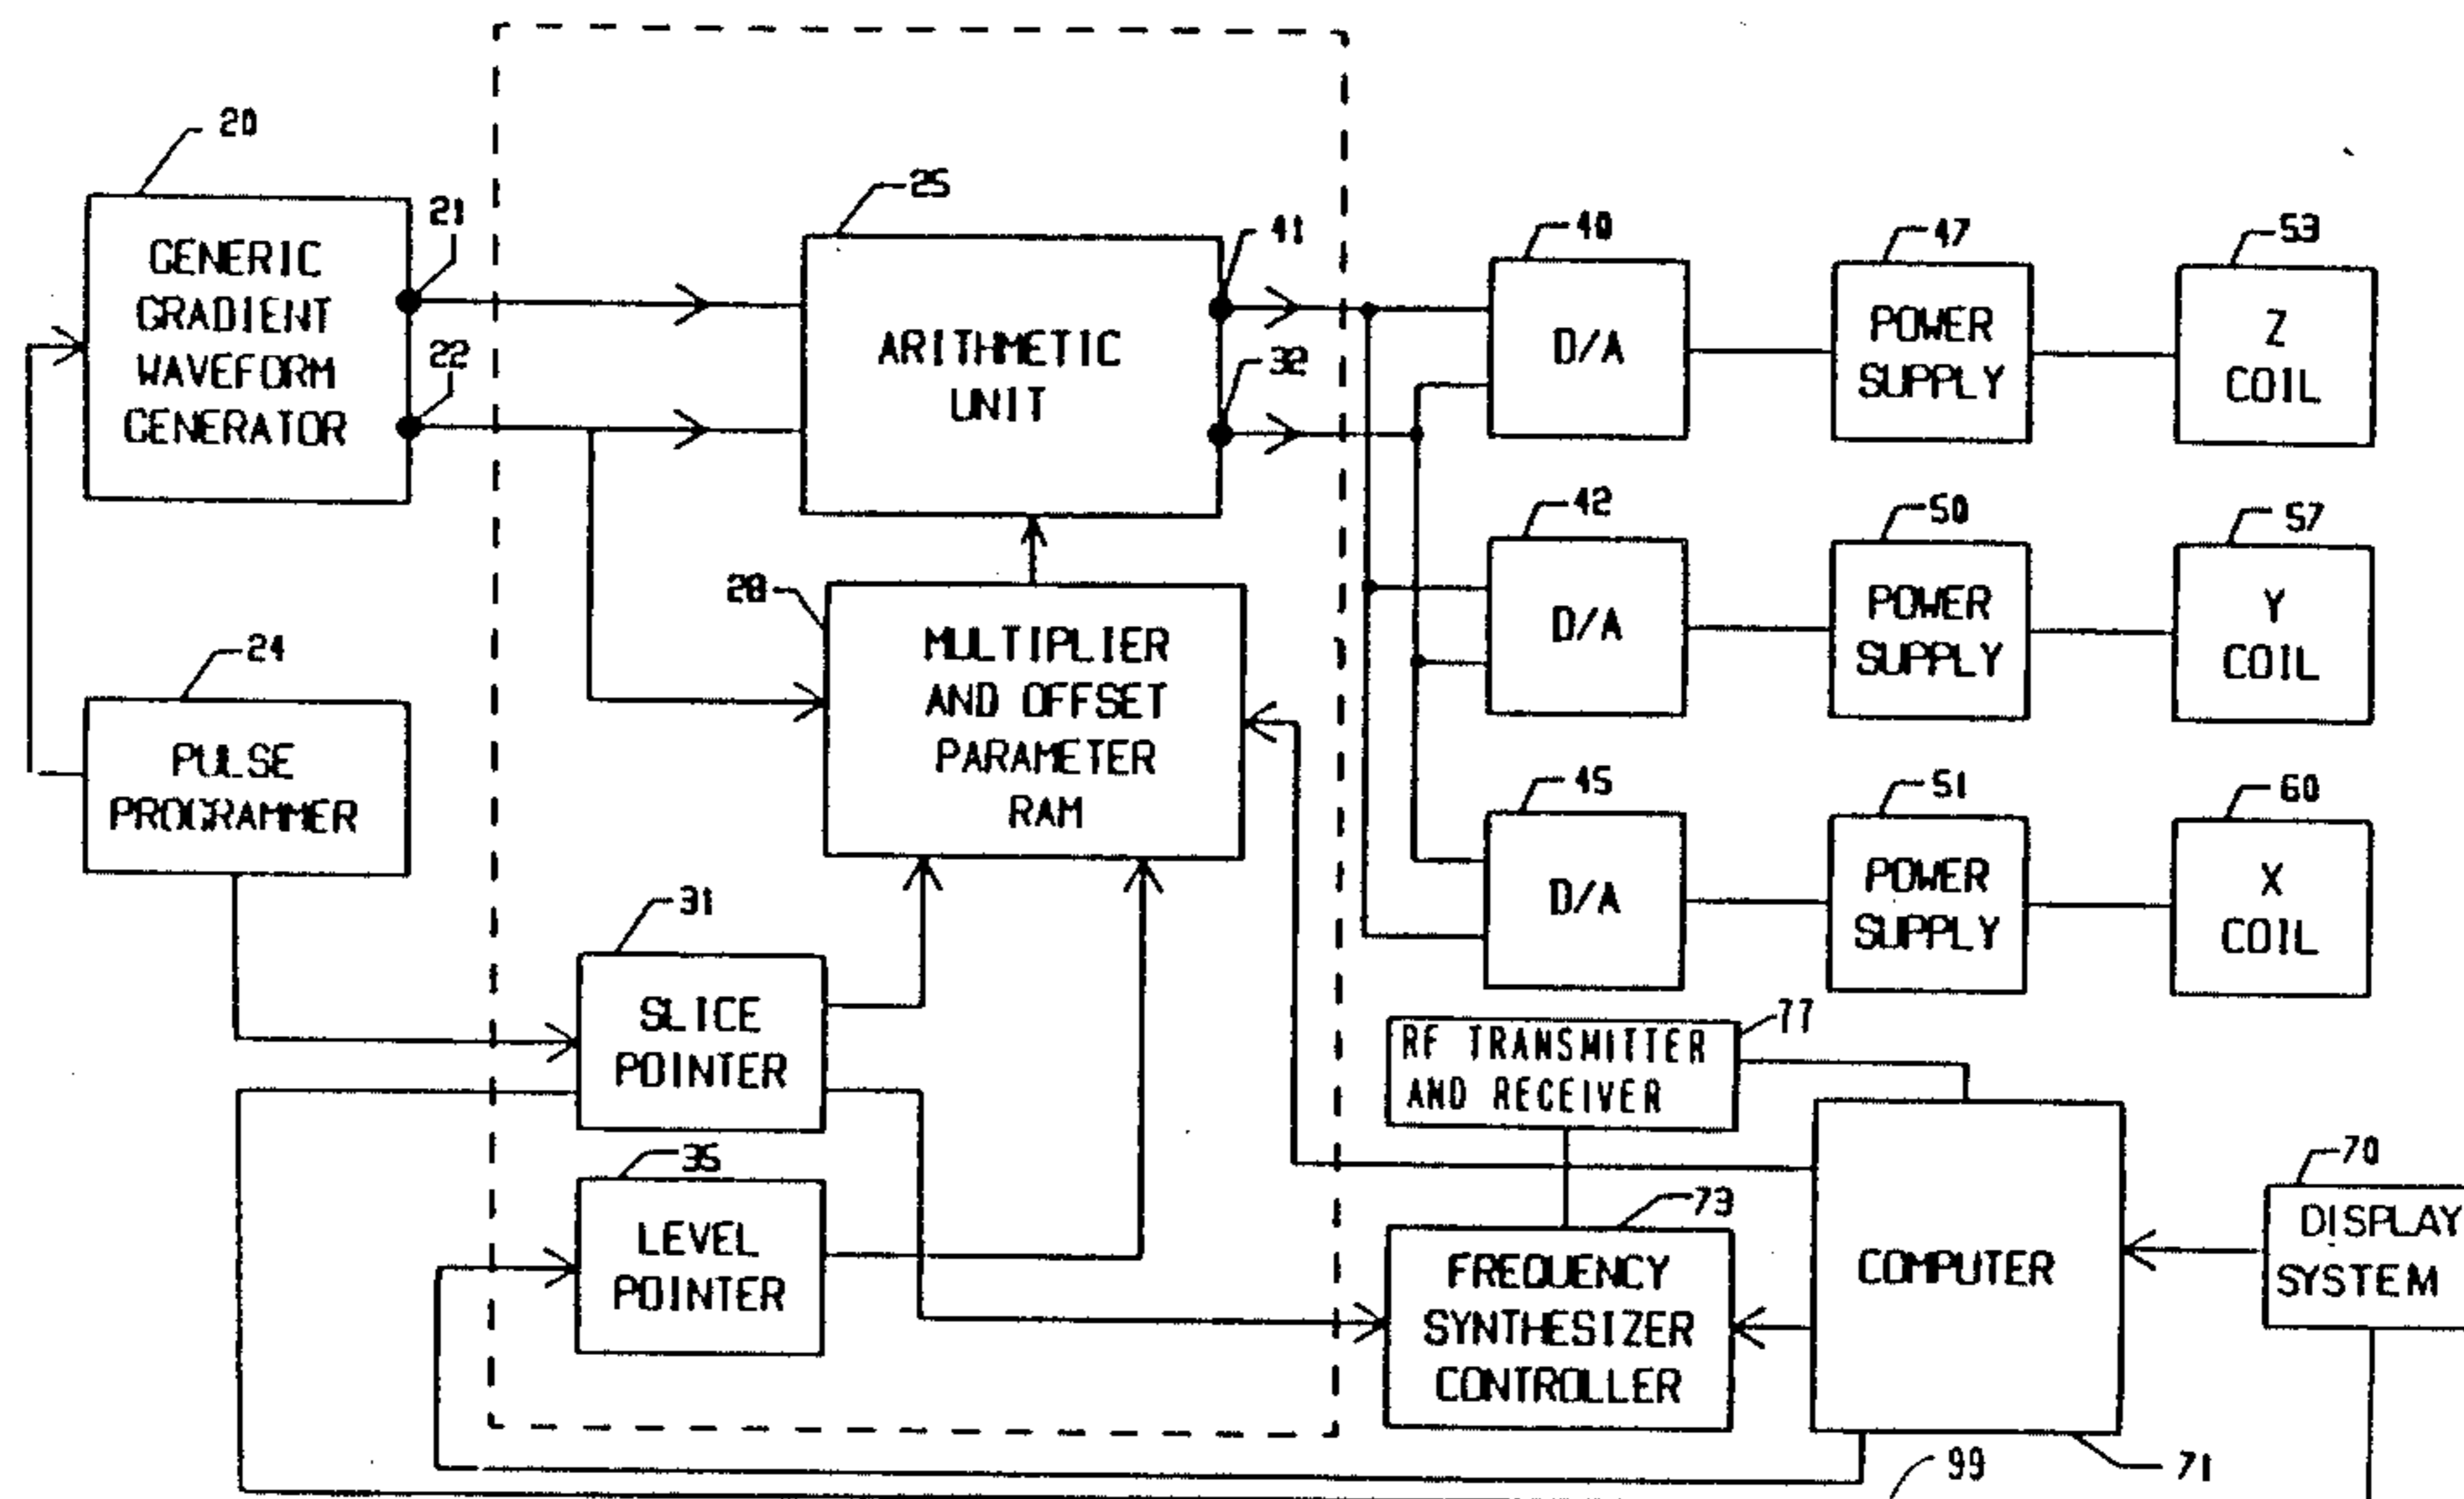 20
GENERIC
GRADIENT
WAVEFORM
GENERATOR
21
22
25
ARITHMETIC
UNIT
41
32
40
D/A
47
POWER
SUPPLY
53
Z
COIL
42
D/A
50
POWER
SUPPLY
57
Y
COIL
28
MULTIPLIER
AND OFFSET
PARAMETER
RAM
24
PULSE
PROGRAMMER
45
D/A
51
POWER
SUPPLY
60
X
COIL
31
SLICE
POINTER
77
RF TRANSMITTER
AND RECEIVER
35
LEVEL
POINTER
73
FREQUENCY
SYNTHESIZER
CONTROLLER
COMPUTER
71
70
DISPLAY
SYSTEM
99